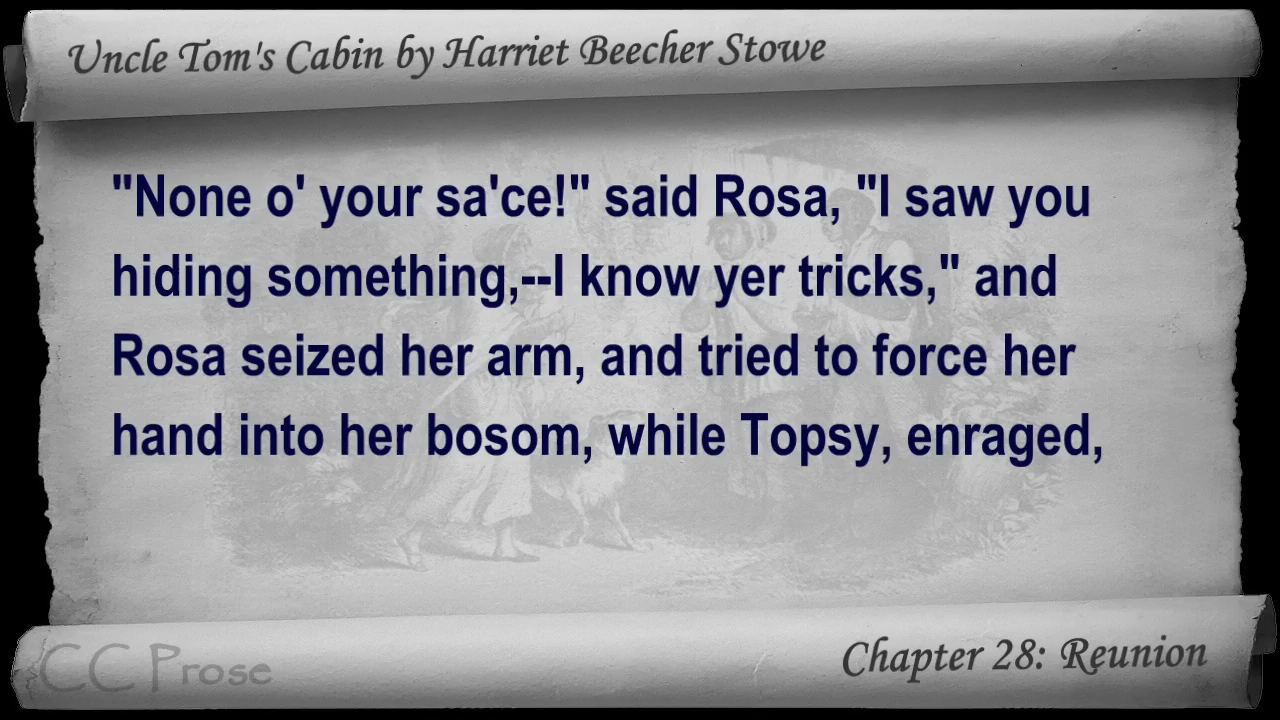 Uncle Tom's Cabin by Harriet Beecher Stowe
"None o' your sa'ce!" said Rosa, "I saw you
hiding something,--I know yer tricks," and
Rosa seized her arm, and tried to force her
hand into her bosom, while Topsy, enraged,
CC Prose
Chapter 28: Reunion